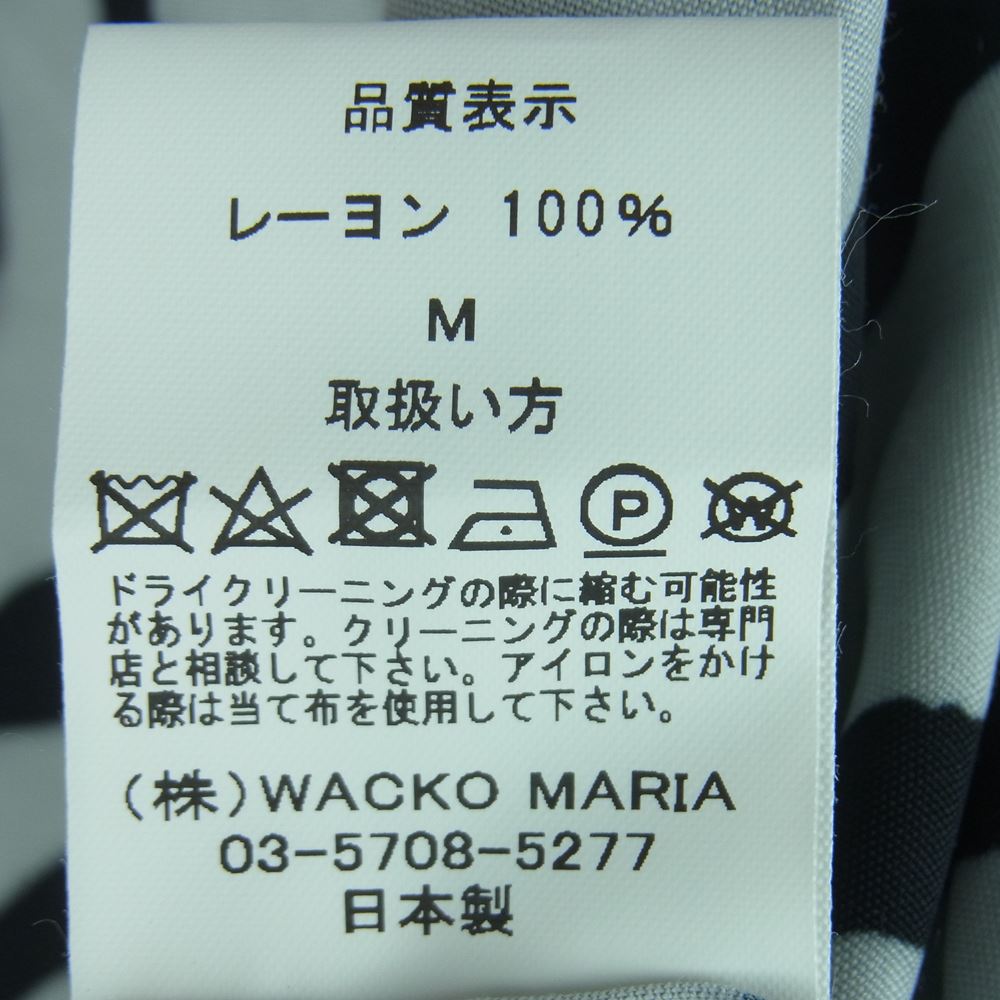 品質表示
レーヨン 100%
M
取扱い方
P
W
ドライクリーニングの際に縮む可能性
があります。クリーニングの際は専門
店と相談して下さい。アイロンをかけ
る際は当て布を使用して下さい。
(株)WACKO MARIA
03-5708-5277
日本製